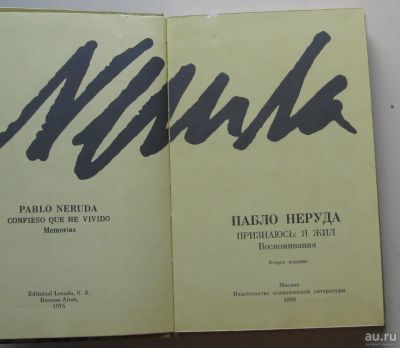 Neruda
PABLO NERUDA
CONFIESO QUE HE VIVIDO
Memorias
Editorial Losada, S. A.
Buenos Aires,
1974
ПАБЛО НЕРУДА
ПРИЗНАЮСЬ: Я ЖИЛ
Воспоминания
Второе издание
Москва
Издательство политической литературы
1988
au.ru